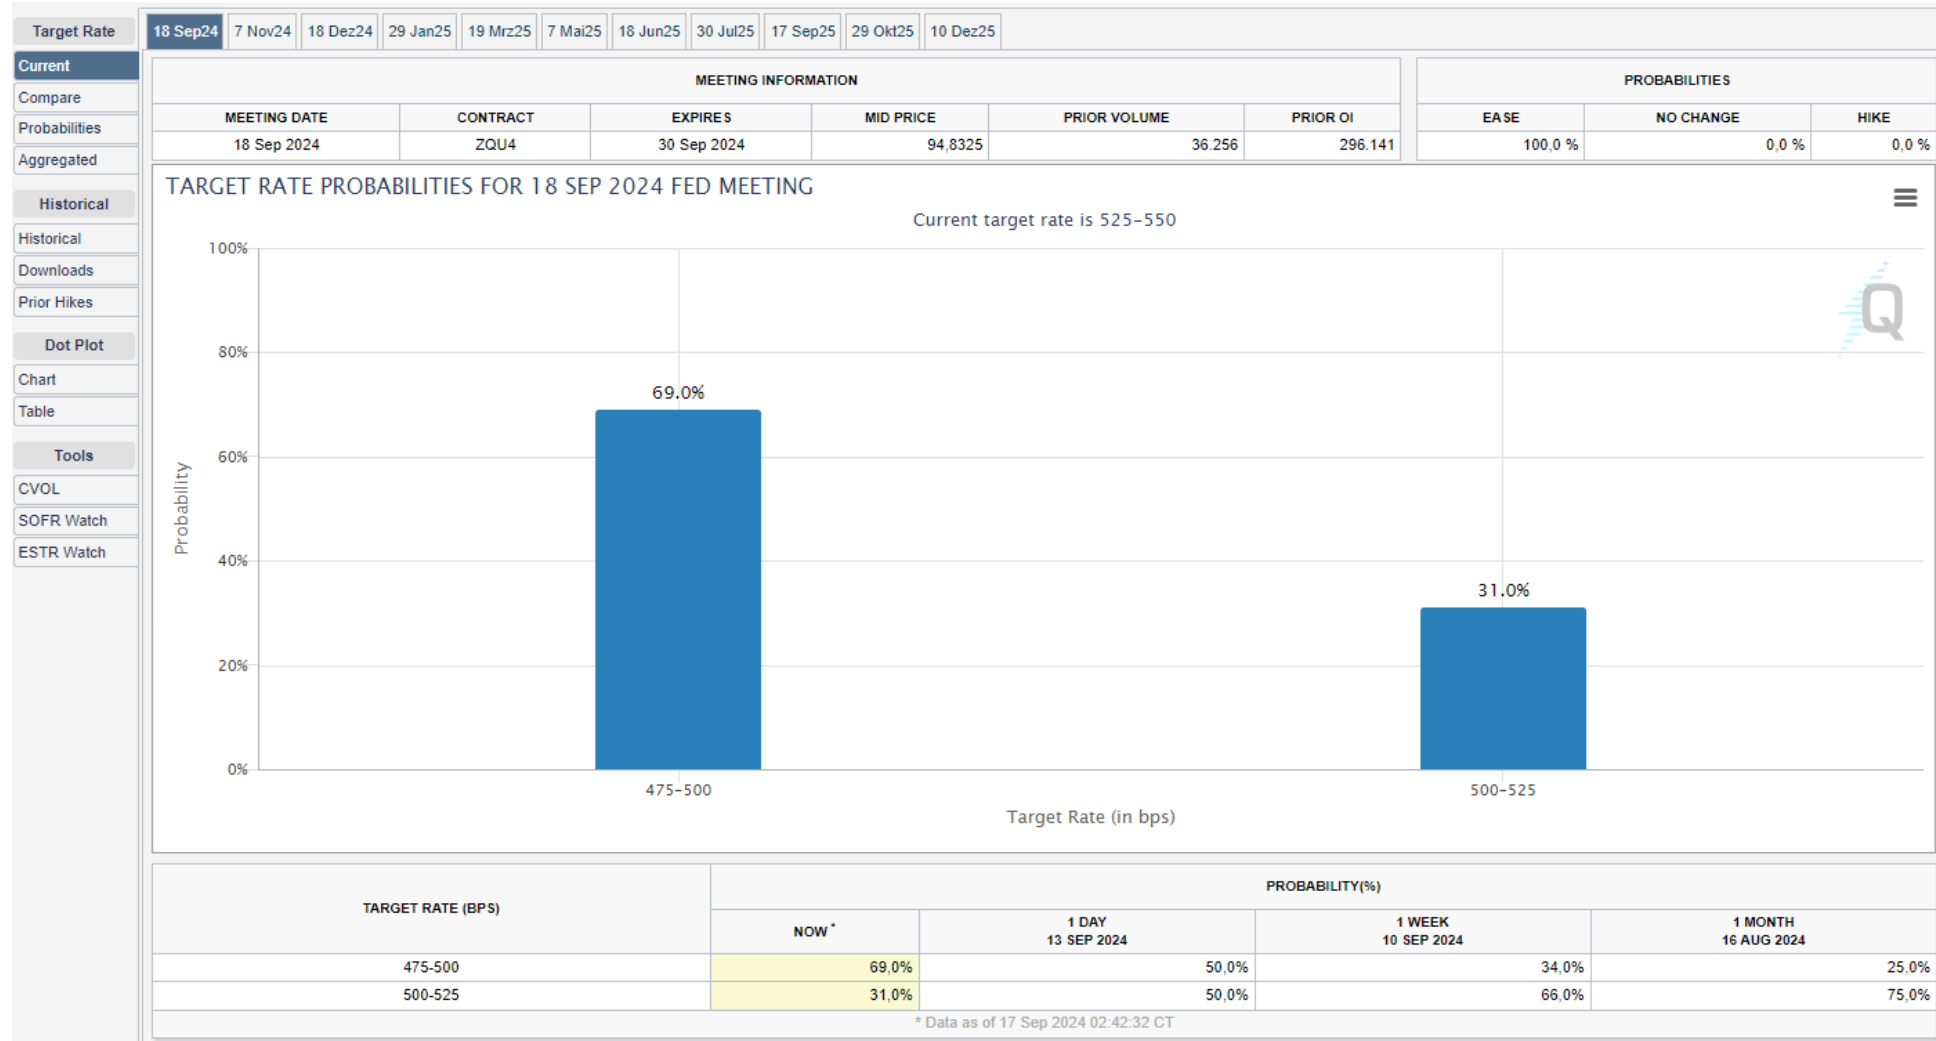 Target Rate
Current
Compare
Probabilities
Aggregated
Historical
Historical
Downloads
Prior Hikes
Dot Plot
Chart
Table
Tools
CVOL
SOFR Watch
ESTR Watch
18 Sep24 7 Nov24 18 Dez24 29 Jan25 19 Mrz25 7 Mai25 18 Jun25 30 Jul25 17 Sep25 29 Okt25 10 Dez25
MEETING INFORMATION
MEETING DATE CONTRACT EXPIRES MID PRICE PRIOR VOLUME PRIOR OI
18 Sep 2024 ZQU4 30 Sep 2024 94,8325 36.256 296.141
PROBABILITIES
EASE NO CHANGE HIKE
100,0 % 0,0 % 0,0 %
TARGET RATE PROBABILITIES FOR 18 SEP 2024 FED MEETING
Current target rate is 525-550
Probability
100%
80%
60%
40%
20%
0%
69.0%
31.0%
475-500 500-525
Target Rate (in bps)
Q
TARGET RATE (BPS) PROBABILITY(%)
NOW * 1 DAY 1 WEEK 1 MONTH
13 SEP 2024 10 SEP 2024 16 AUG 2024
475-500 69,0% 50,0% 34,0% 25,0%
500-525 31,0% 50,0% 66,0% 75,0%
* Data as of 17 Sep 2024 02:42:32 CT